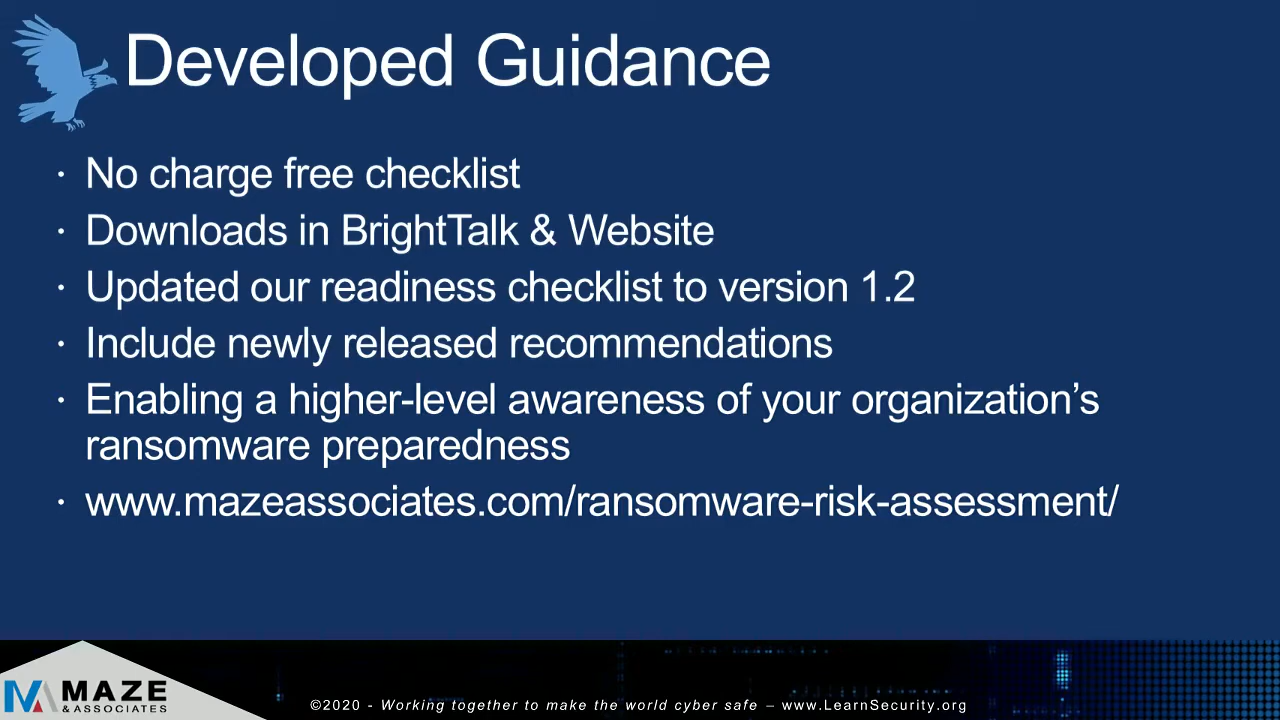 Developed Guidance
· No charge free checklist
· Downloads in BrightTalk & Website
· Updated our readiness checklist to version 1.2
· Include newly released recommendations
· Enabling a higher-level awareness of your organization’s
ransomware preparedness
· www.mazeassociates.com/ransomware-risk-assessment/
MAZE
& ASSOCIATES
©2020 - Working together to make the world cyber safe – www.LearnSecurity.org